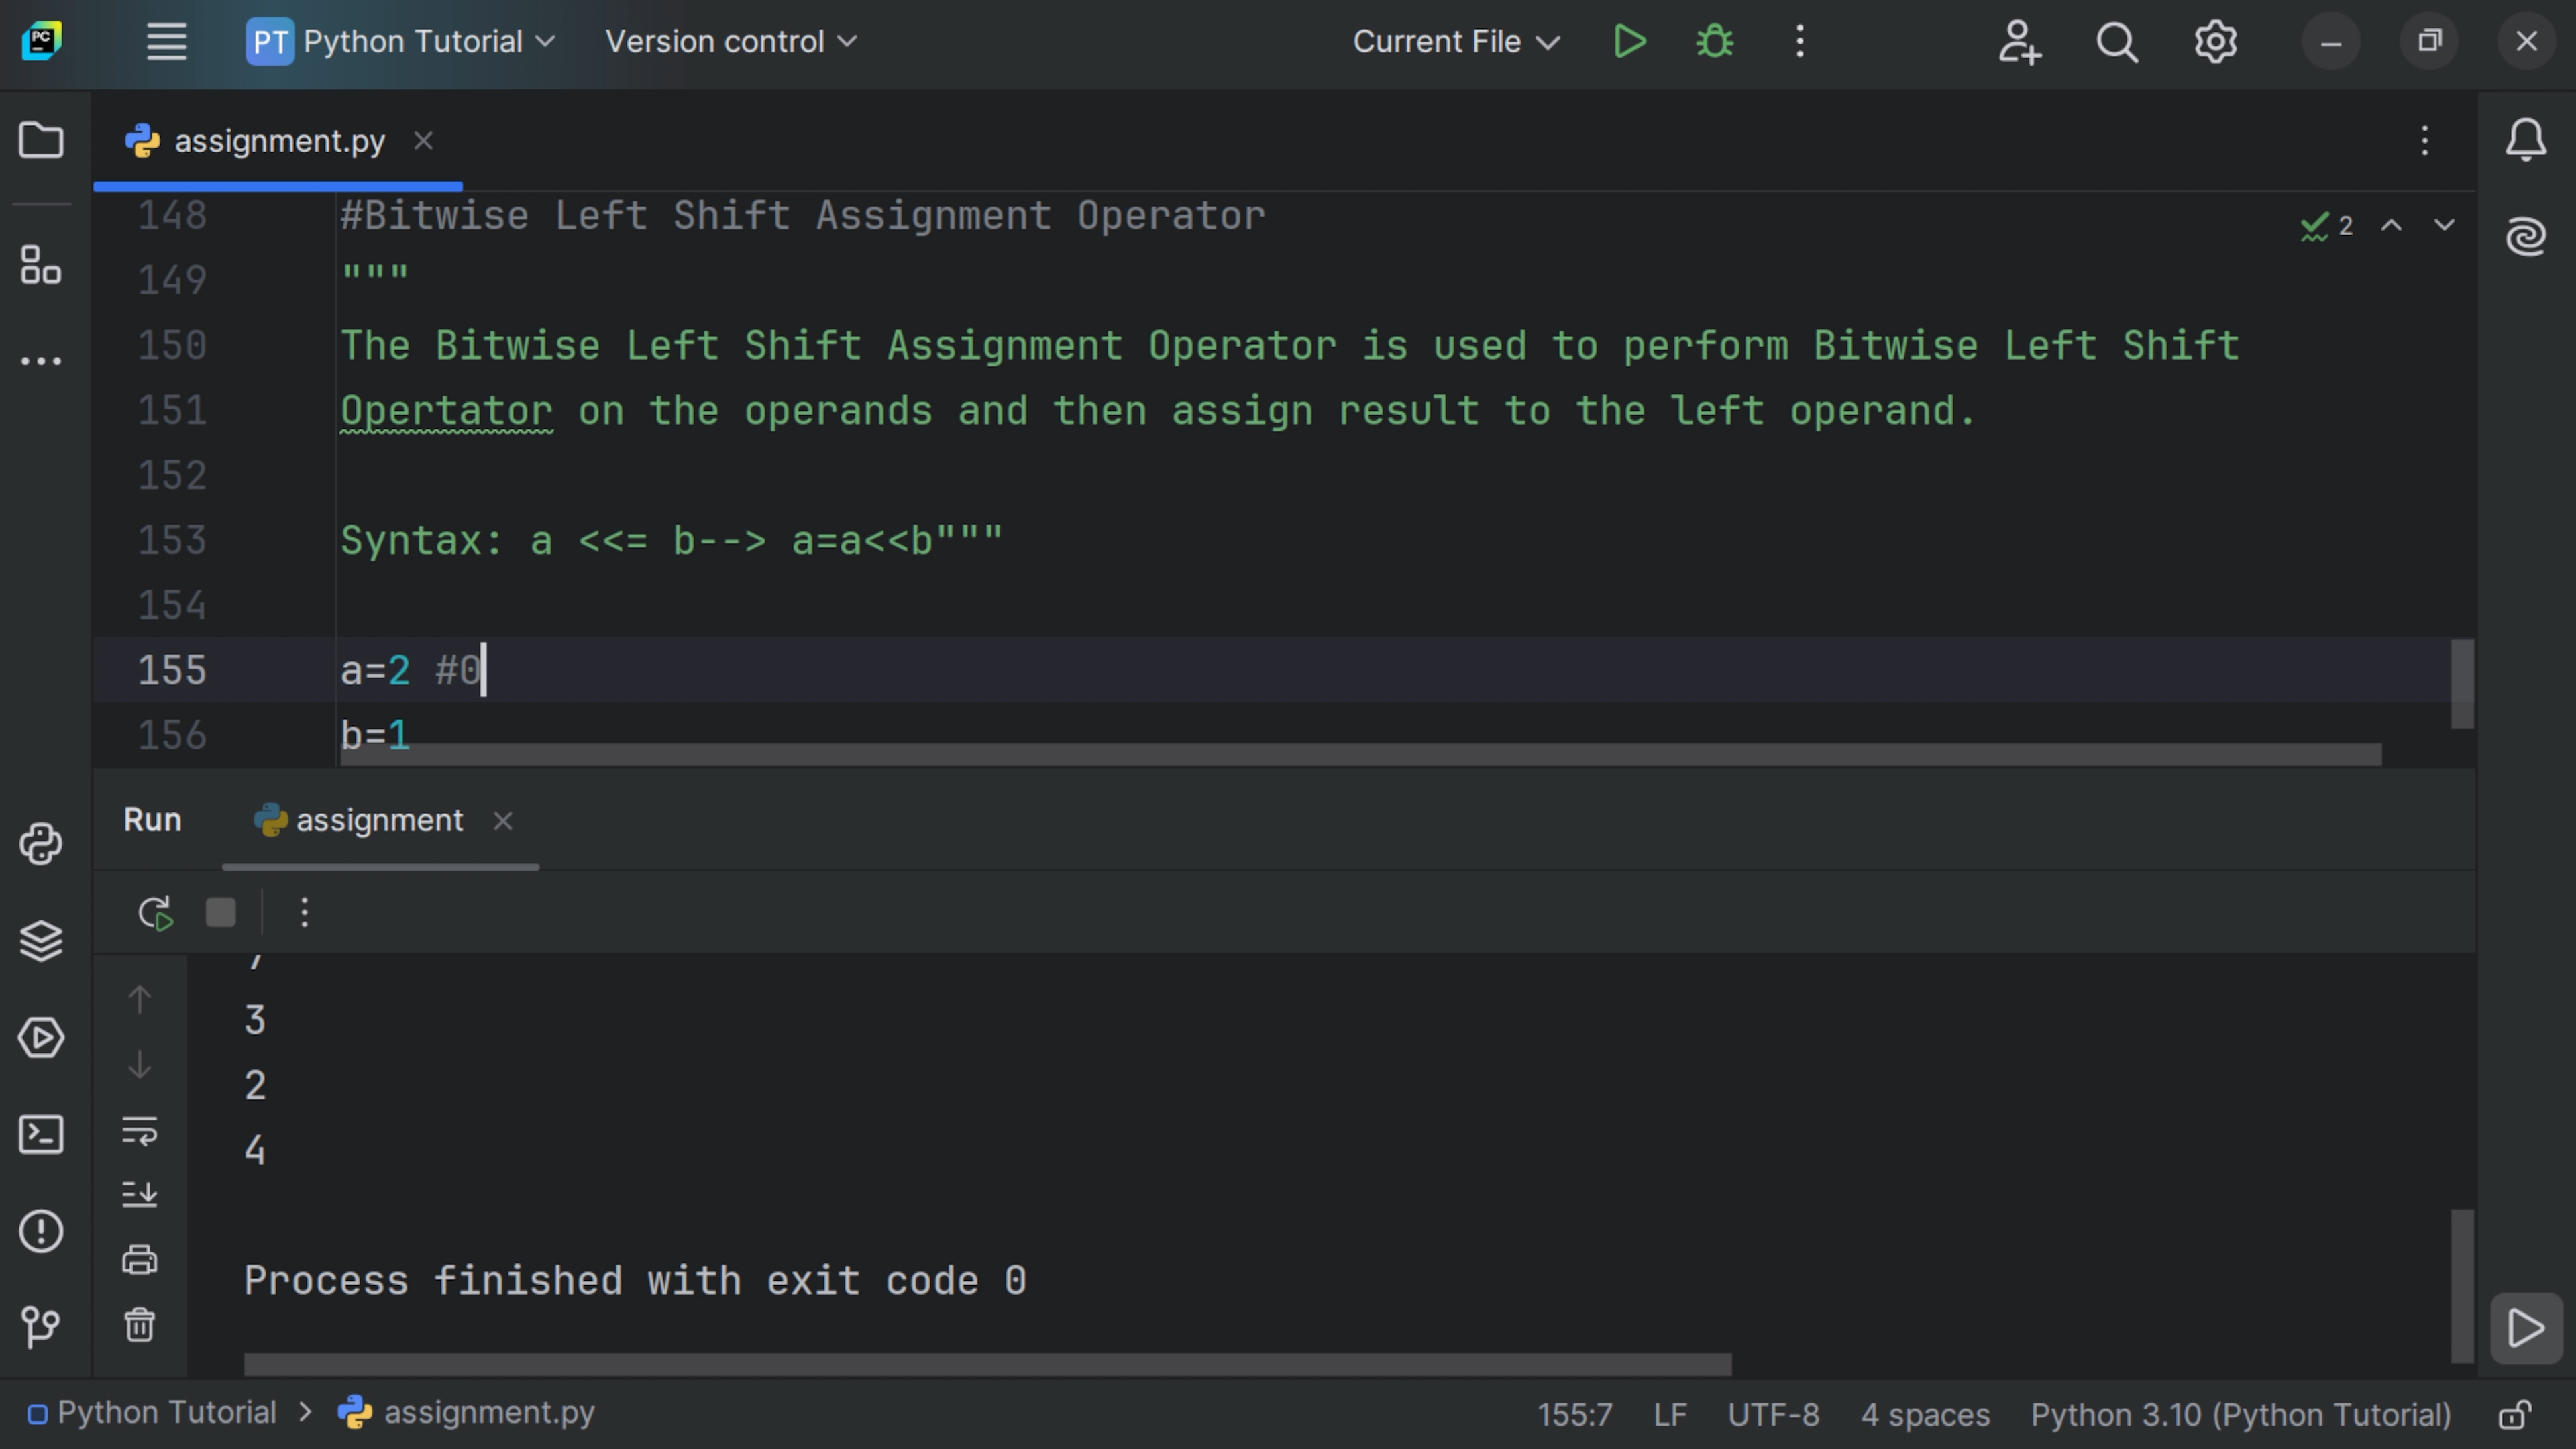 PC
PT Python Tutorial Version control Current File
assignment.py
148 #Bitwise Left Shift Assignment Operator
2
149 """
150 The Bitwise Left Shift Assignment Operator is used to perform Bitwise Left Shift
151 Opertator on the operands and then assign result to the left operand.
152
153 Syntax: a <<= b--> a=a<<b"""
154
155 a=2 #0
156 b=1
Run assignment
3
2
4
Process finished with exit code 0
Python Tutorial > assignment.py 155:7 LF UTF-8 4 spaces Python 3.10 (Python Tutorial)